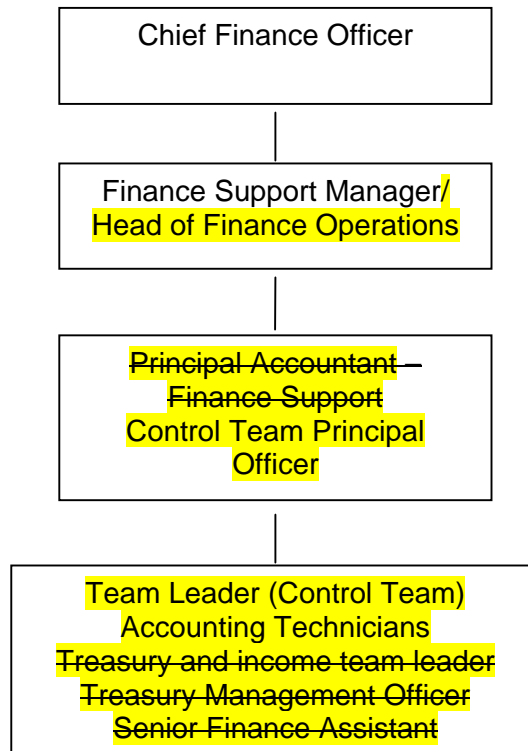 Chief Finance Officer
Finance Support Manager/
Head of Finance Operations
Principal Accountant –
Finance Support
Control Team Principal
Officer
Team Leader (Control Team)
Accounting Technicians
Treasury and income team leader
Treasury Management Officer
Senior Finance Assistant